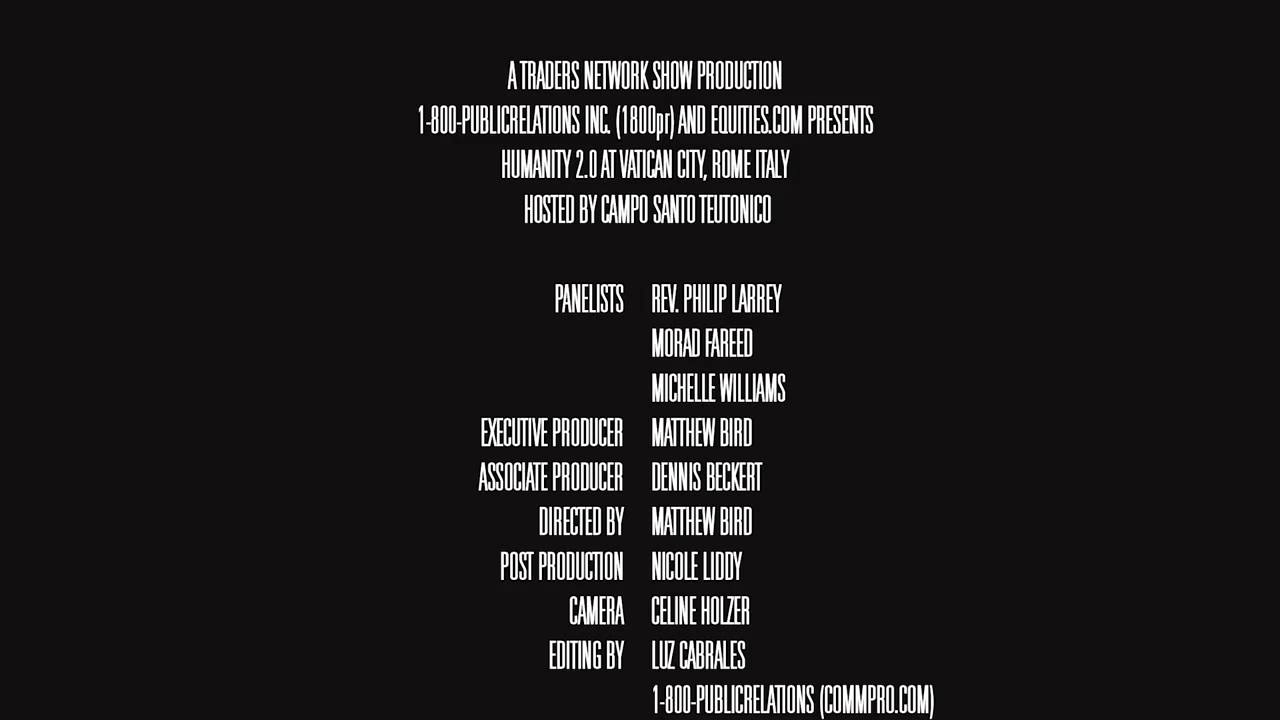 A TRADERS NETWORK SHOW PRODUCTION
1-800-PUBLICRELATIONS INC. (1800pr) AND EQUITIES.COM PRESENTS
HUMANITY 2.0 AT VATICAN CITY, ROME ITALY
HOSTED BY CAMPO SANTO TEUTONICO
PANELISTS REV. PHILIP LARREY
MORAD FAREED
MICHELLE WILLIAMS
EXECUTIVE PRODUCER MATTHEW BIRD
ASSOCIATE PRODUCER DENNIS BECKERT
DIRECTED BY MATTHEW BIRD
POST PRODUCTION NICOLE LIDDY
CAMERA CELINE HOLZER
EDITING BY LUZ CABRALES
1-800-PUBLICRELATIONS (COMMPRO.COM)